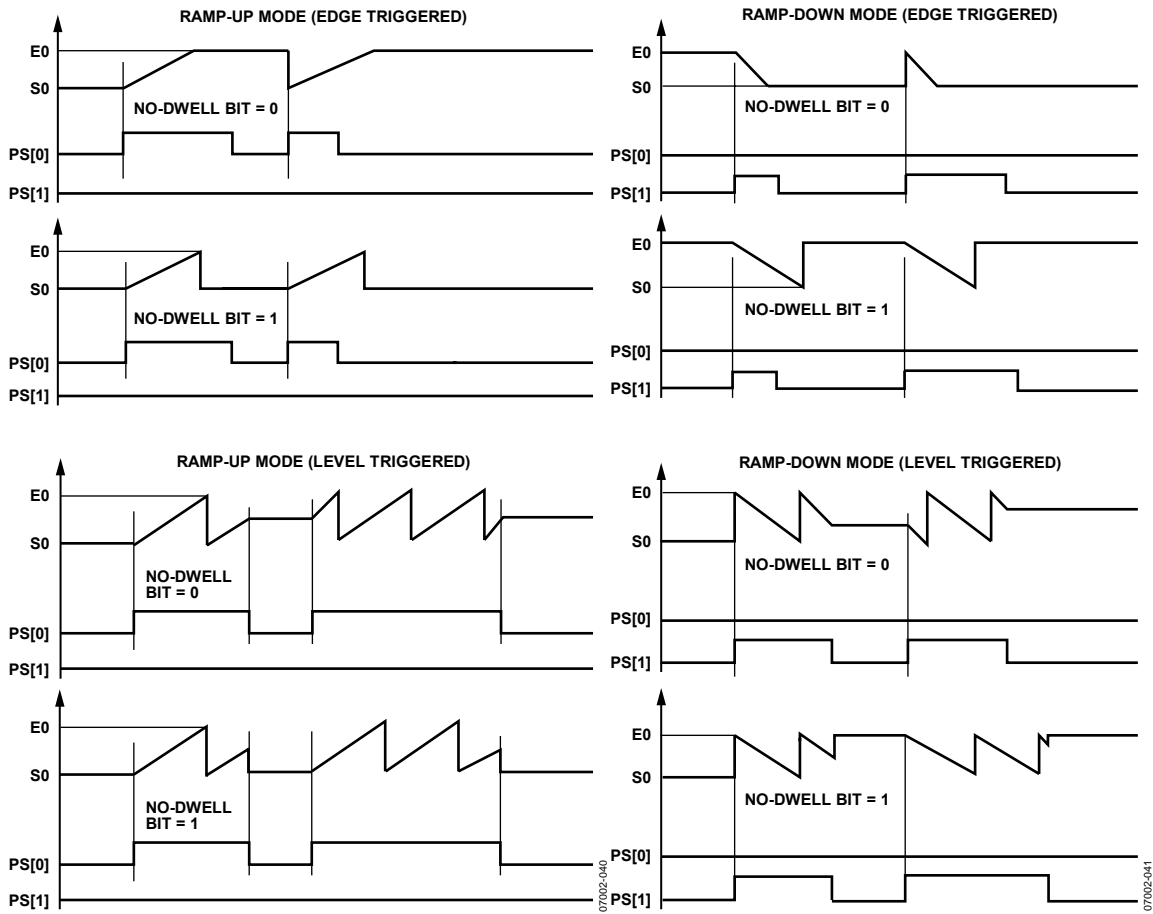 RAMP-UP MODE (EDGE TRIGGERED)
E0
S0
NO-DWELL BIT = 0
PS[0]
PS[1]
E0
S0
NO-DWELL BIT = 1
PS[0]
PS[1]
RAMP-DOWN MODE (EDGE TRIGGERED)
E0
S0
NO-DWELL BIT = 0
PS[0]
PS[1]
E0
S0
NO-DWELL BIT = 1
PS[0]
PS[1]
RAMP-UP MODE (LEVEL TRIGGERED)
E0
S0
NO-DWELL
BIT = 0
PS[0]
PS[1]
E0
S0
NO-DWELL
BIT = 1
PS[0]
PS[1]
07002-040
RAMP-DOWN MODE (LEVEL TRIGGERED)
E0
S0
NO-DWELL BIT = 0
PS[0]
PS[1]
E0
S0
NO-DWELL BIT = 1
PS[0]
PS[1]
07002-041